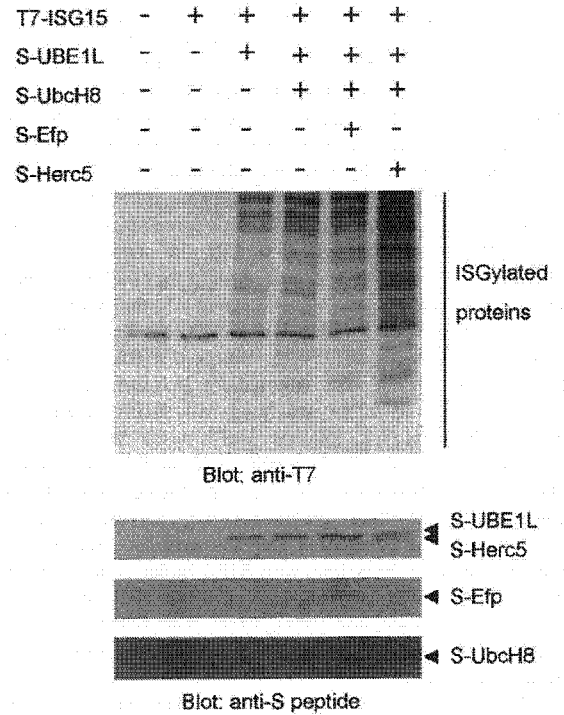 T7-ISG15 - + + + + +
S-UBE1L - - + + + +
S-UbcH8 - - - + + +
S-Efp - - - - + -
S-Herc5 - - - - - +
ISGylated
proteins
Blot: anti-T7
S-UBE1L
S-Herc5
S-Efp
S-UbcH8
Blot: anti-S peptide